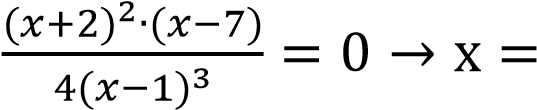 (x+2)²·(x−7)
4(x−1)³
= 0 → x =